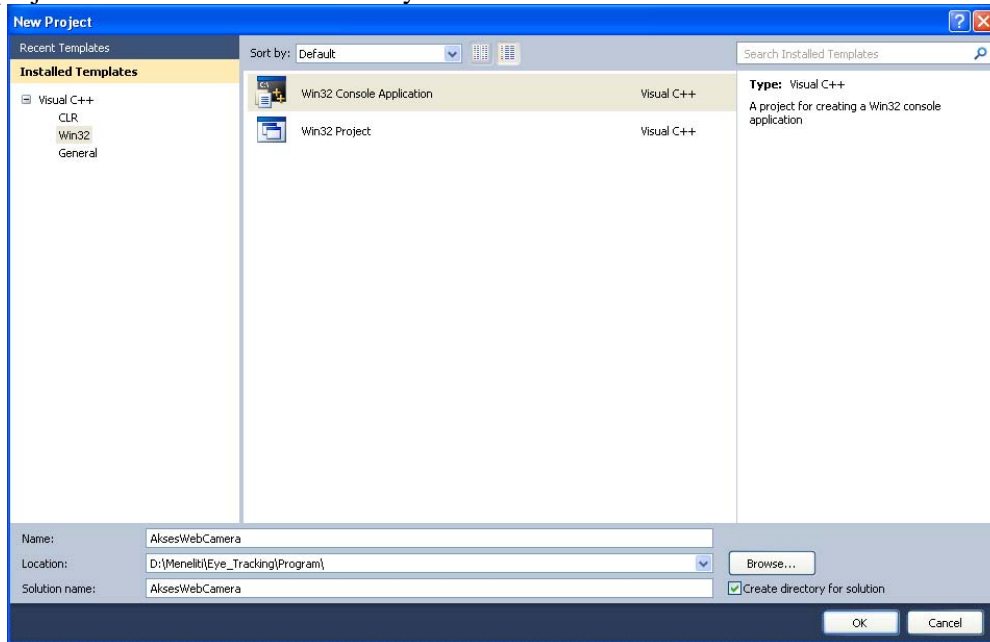 New Project
Recent Templates
Installed Templates
Visual C++
CLR
Win32
General
Sort by: Default
Win32 Console Application Visual C++
Win32 Project Visual C++
Search Installed Templates
Type: Visual C++
A project for creating a Win32 console
application
Name: AksesWebCamera
Location: D:\Meneliti\Eye_Tracking\Program\
Browse...
Solution name: AksesWebCamera
Create directory for solution
OK Cancel